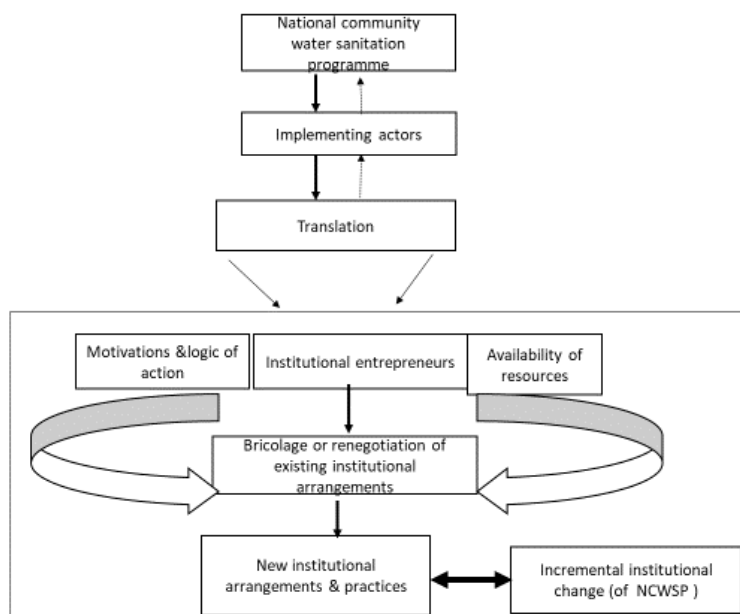 National community
water sanitation
programme
Implementing actors
Translation
Motivations &logic of
action
Institutional entrepreneurs
Availability of
resources
Bricolage or renegotiation of
existing institutional
arrangements
New institutional
arrangements & practices
Incremental institutional
change (of NCWSP )